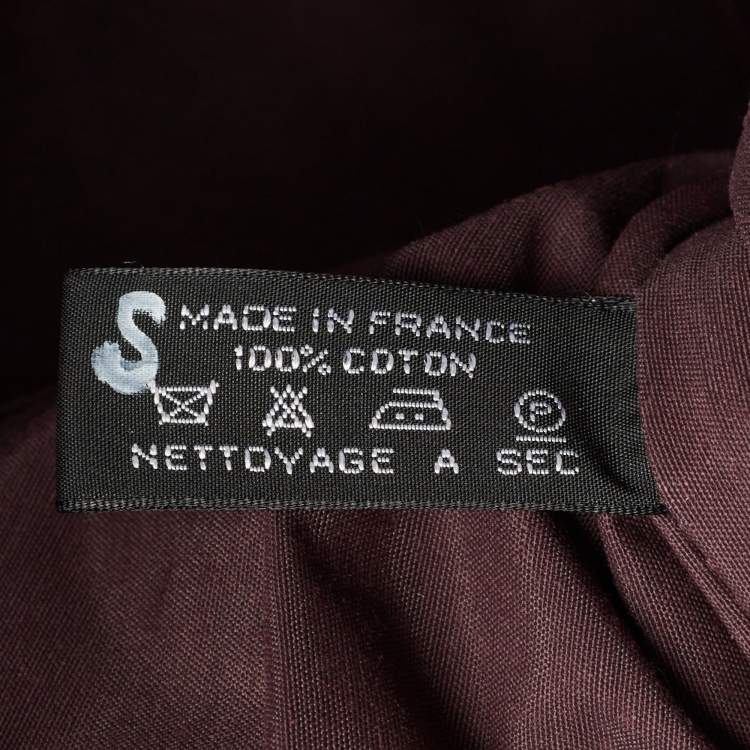 S MADE IN FRANCE
100% COTON
P
NETTOYAGE A SEC